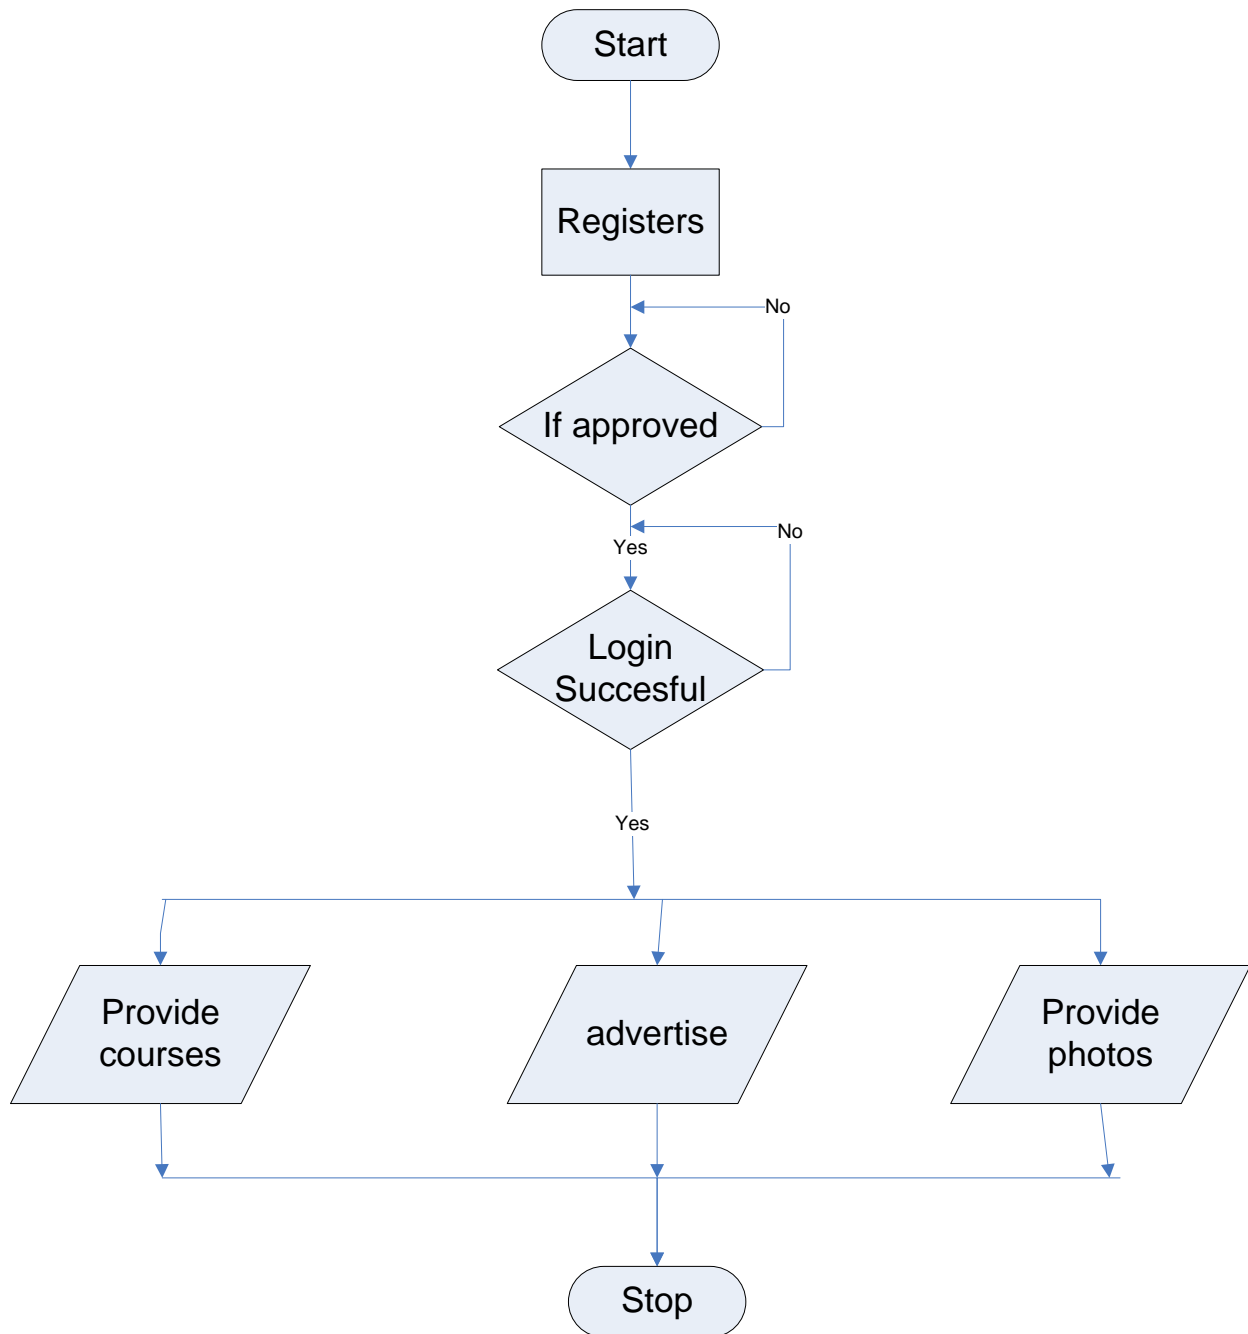 Start
Registers
No
If approved
No
Yes
Login
Succesful
Yes
Provide
courses
advertise
Provide
photos
Stop